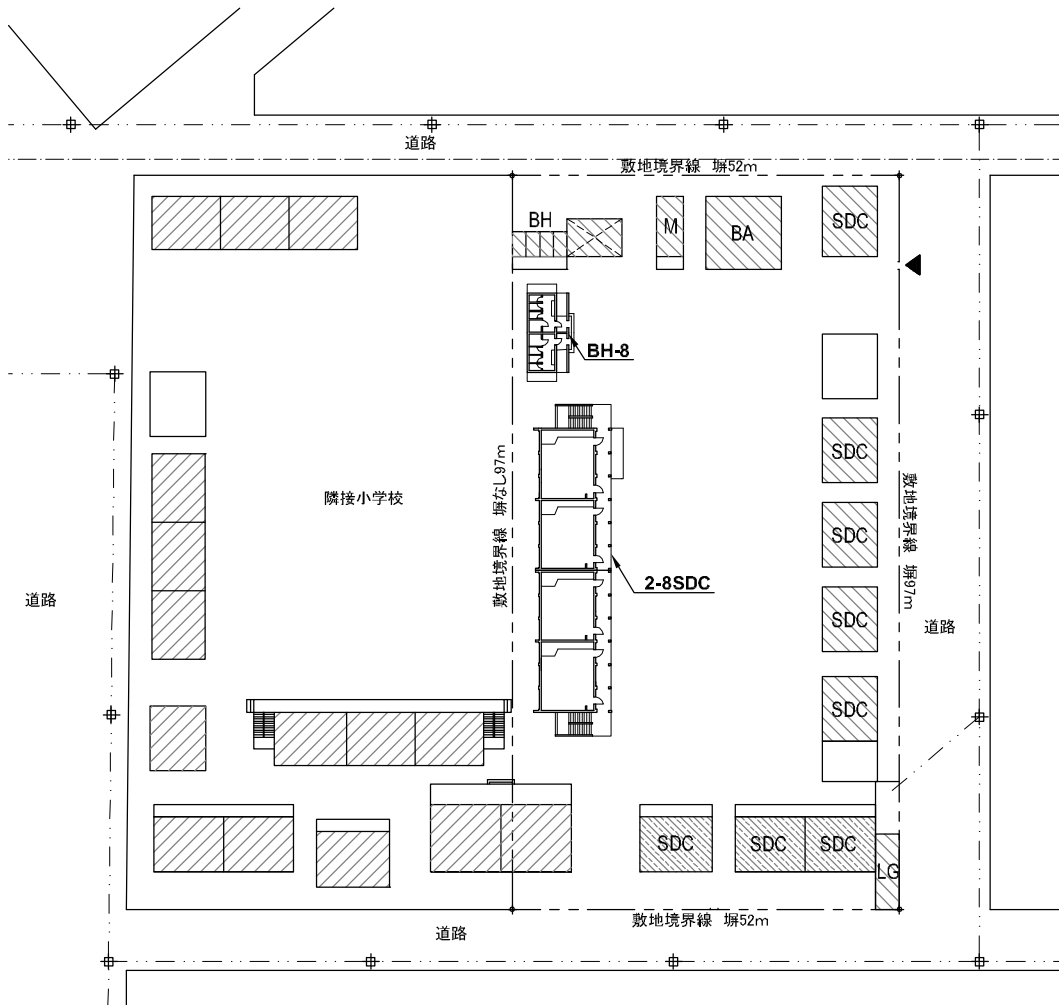 道路
敷地境界線 塀52m
BH
M
BA
SDC
BH-8
敷地境界線 塀なし97m
隣接小学校
SDC
敷地境界線 塀97m
SDC
2-8SDC
道路
SDC
道路
SDC
SDC
SDC
SDC
LG
敷地境界線 塀52m
道路